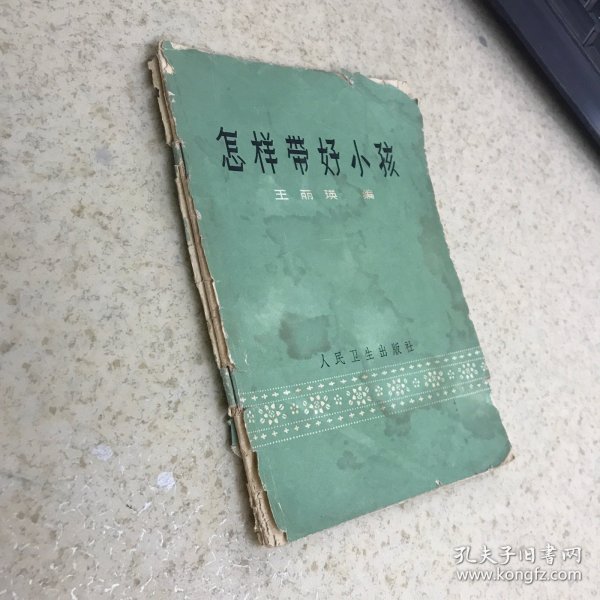 怎样带好小孩
王丽瑛 编
人民卫生出版社
孔夫子旧书网
www.kongfz.com